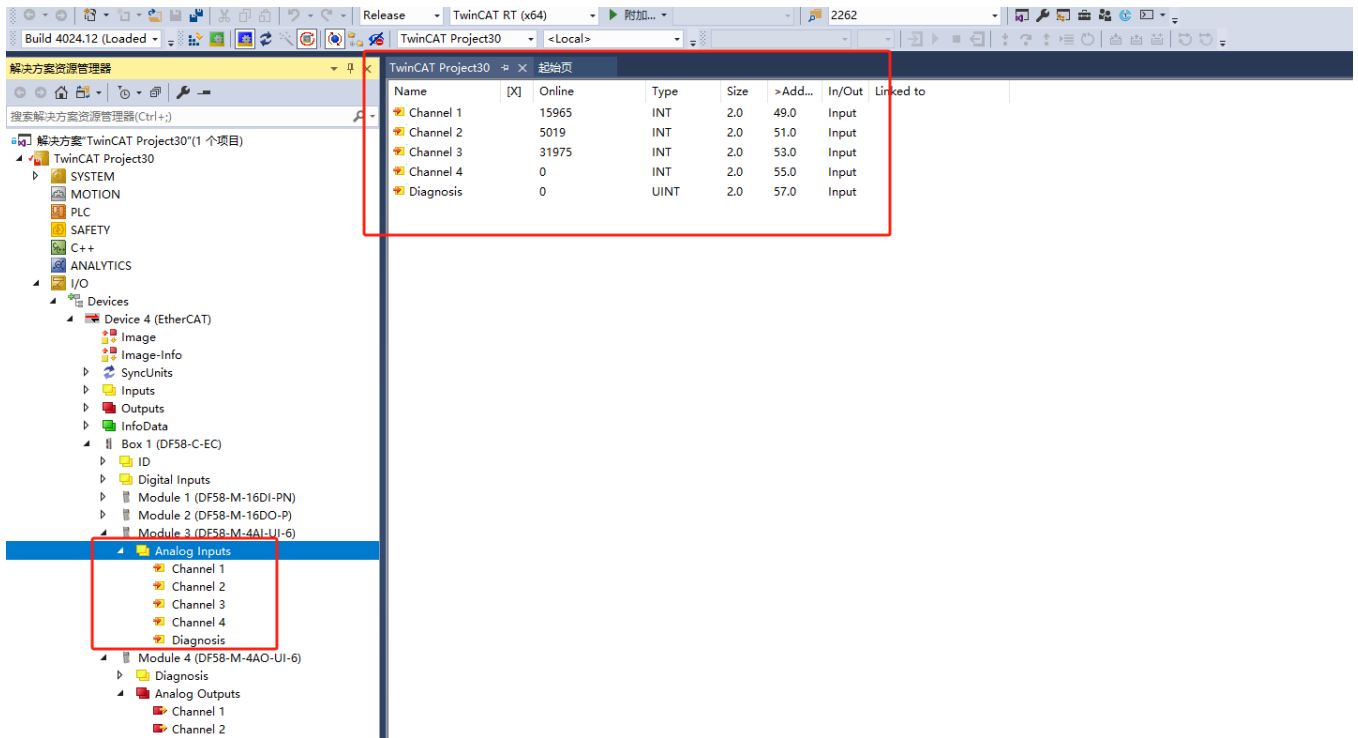 Release TwinCAT RT (x64) 附加... 2262
Build 4024.12 (Loaded TwinCAT Project30 <Local>
解决方案资源管理器
搜索解决方案资源管理器(Ctrl+;)
解决方案"TwinCAT Project30"(1 个项目)
TwinCAT Project30
SYSTEM
MOTION
PLC
SAFETY
C++
ANALYTICS
I/O
Devices
Device 4 (EtherCAT)
Image
Image-Info
SyncUnits
Inputs
Outputs
InfoData
Box 1 (DF58-C-EC)
ID
Digital Inputs
Module 1 (DF58-M-16DI-PN)
Module 2 (DF58-M-16DO-P)
Module 3 (DF58-M-4AI-UI-6)
Analog Inputs
Channel 1
Channel 2
Channel 3
Channel 4
Diagnosis
Module 4 (DF58-M-4AO-UI-6)
Diagnosis
Analog Outputs
Channel 1
Channel 2
TwinCAT Project30 起始页
Name [X] Online Type Size >Add... In/Out Linked to
Channel 1 15965 INT 2.0 49.0 Input
Channel 2 5019 INT 2.0 51.0 Input
Channel 3 31975 INT 2.0 53.0 Input
Channel 4 0 INT 2.0 55.0 Input
Diagnosis 0 UINT 2.0 57.0 Input